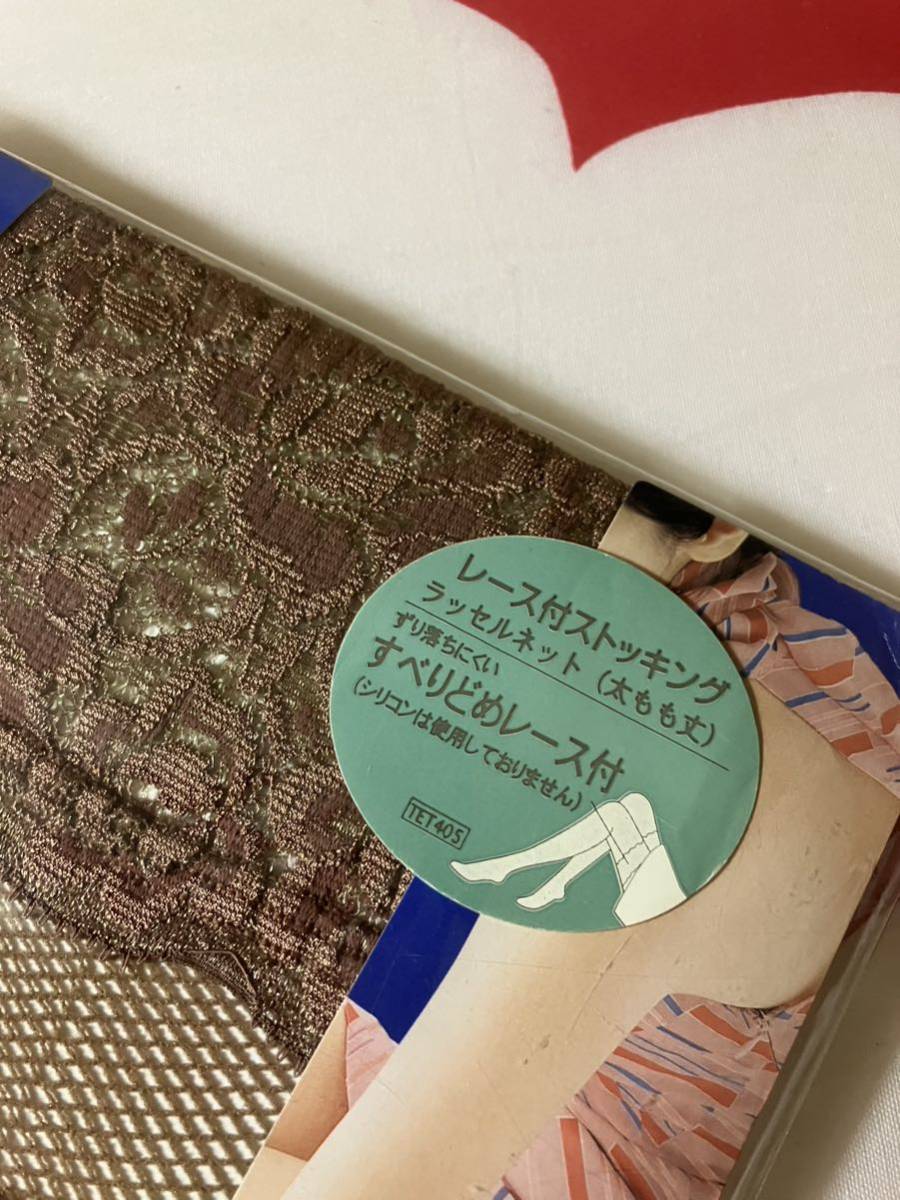 レース付ストッキング
ラッセルネット (太もも丈)
ずり落ちにくい
すべりどめレース付
(シリコンは使用しておりません)
TET40S